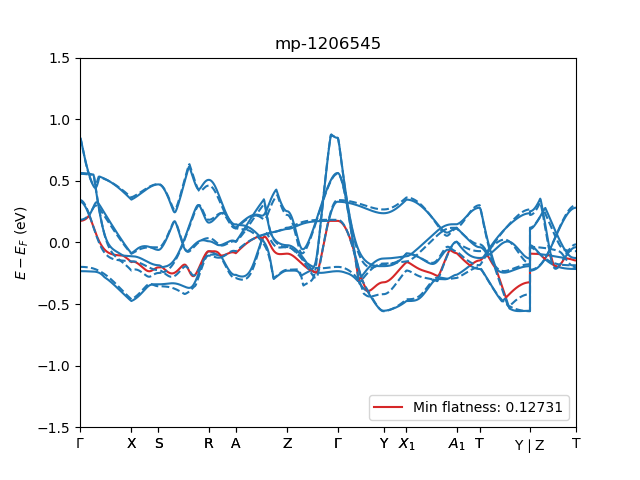 mp-1206545
E − E_F (eV)
1.5
1.0
0.5
0.0
−0.5
−1.0
−1.5
Min flatness: 0.12731
Γ X S R A Z Γ Y X₁ A₁ T Y | Z T